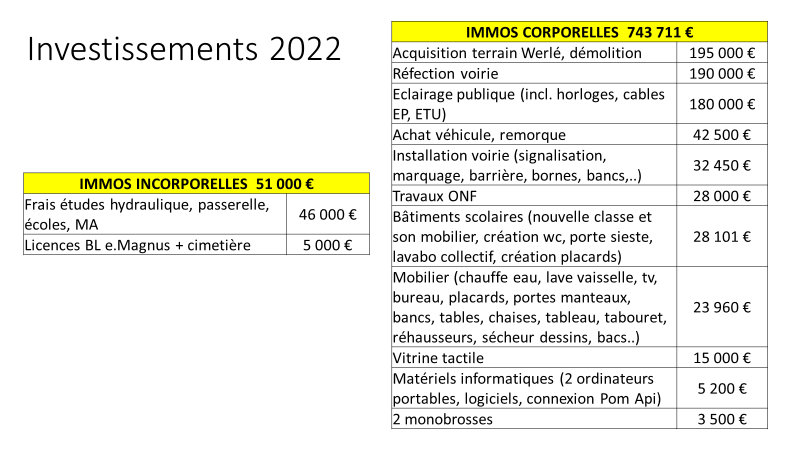 Investissements 2022
IMMOS INCORPORELLES  51 000 €
Frais études hydraulique, passerelle,
écoles, MA
46 000 €
Licences BL e.Magnus + cimetière
5 000 €
IMMOS CORPORELLES  743 711 €
Acquisition terrain Werlé, démolition
195 000 €
Réfection voirie
190 000 €
Eclairage publique (incl. horloges, cables
EP, ETU)
180 000 €
Achat véhicule, remorque
42 500 €
Installation voirie (signalisation,
marquage, barrière, bornes, bancs,..)
32 450 €
Travaux ONF
28 000 €
Bâtiments scolaires (nouvelle classe et
son mobilier, création wc, porte sieste,
lavabo collectif, création placards)
28 101 €
Mobilier (chauffe eau, lave vaisselle, tv,
bureau, placards, portes manteaux,
bancs, tables, chaises, tableau, tabouret,
réhausseurs, sécheur dessins, bacs..)
23 960 €
Vitrine tactile
15 000 €
Matériels informatiques (2 ordinateurs
portables, logiciels, connexion Pom Api)
5 200 €
2 monobrosses
3 500 €